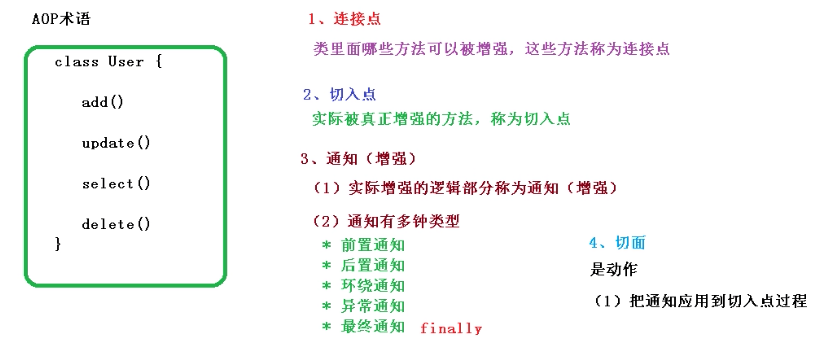 AOP术语
class User {
add()
update()
select()
delete()
}
1、连接点
类里面哪些方法可以被增强，这些方法称为连接点
2、切入点
实际被真正增强的方法，称为切入点
3、通知（增强）
（1）实际增强的逻辑部分称为通知（增强）
（2）通知有多钟类型
* 前置通知
* 后置通知
* 环绕通知
* 异常通知
* 最终通知 finally
4、切面
是动作
（1）把通知应用到切入点过程